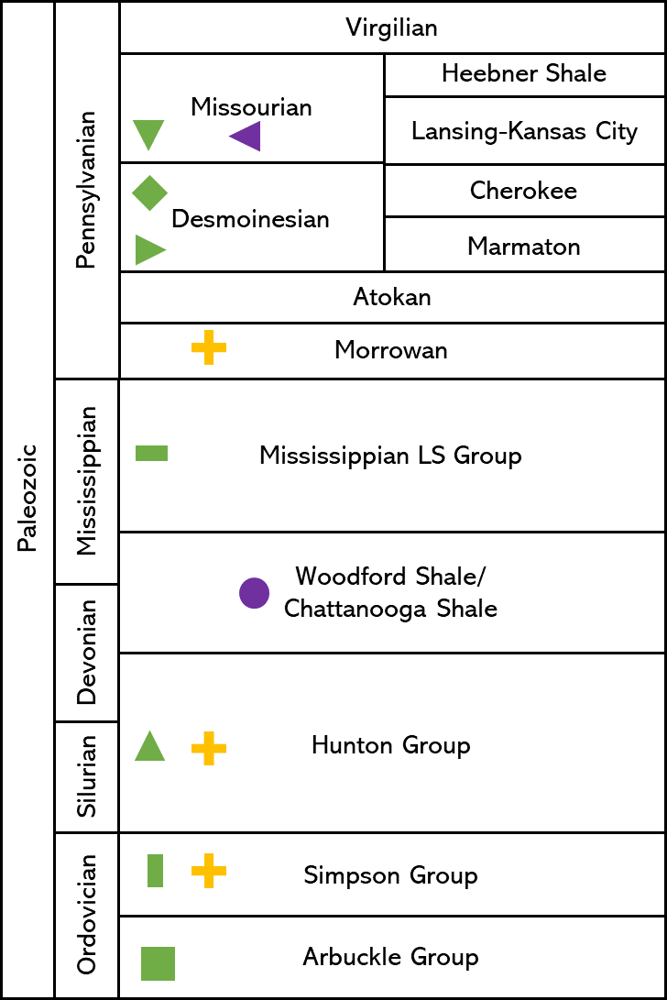 Paleozoic
Pennsylvanian
Virgilian
Missourian
Heebner Shale
Lansing-Kansas City
Desmoinesian
Cherokee
Marmaton
Atokan
Morrowan
Mississippian
Mississippian LS Group
Woodford Shale/
Chattanooga Shale
Devonian
Hunton Group
Silurian
Ordovician
Simpson Group
Arbuckle Group